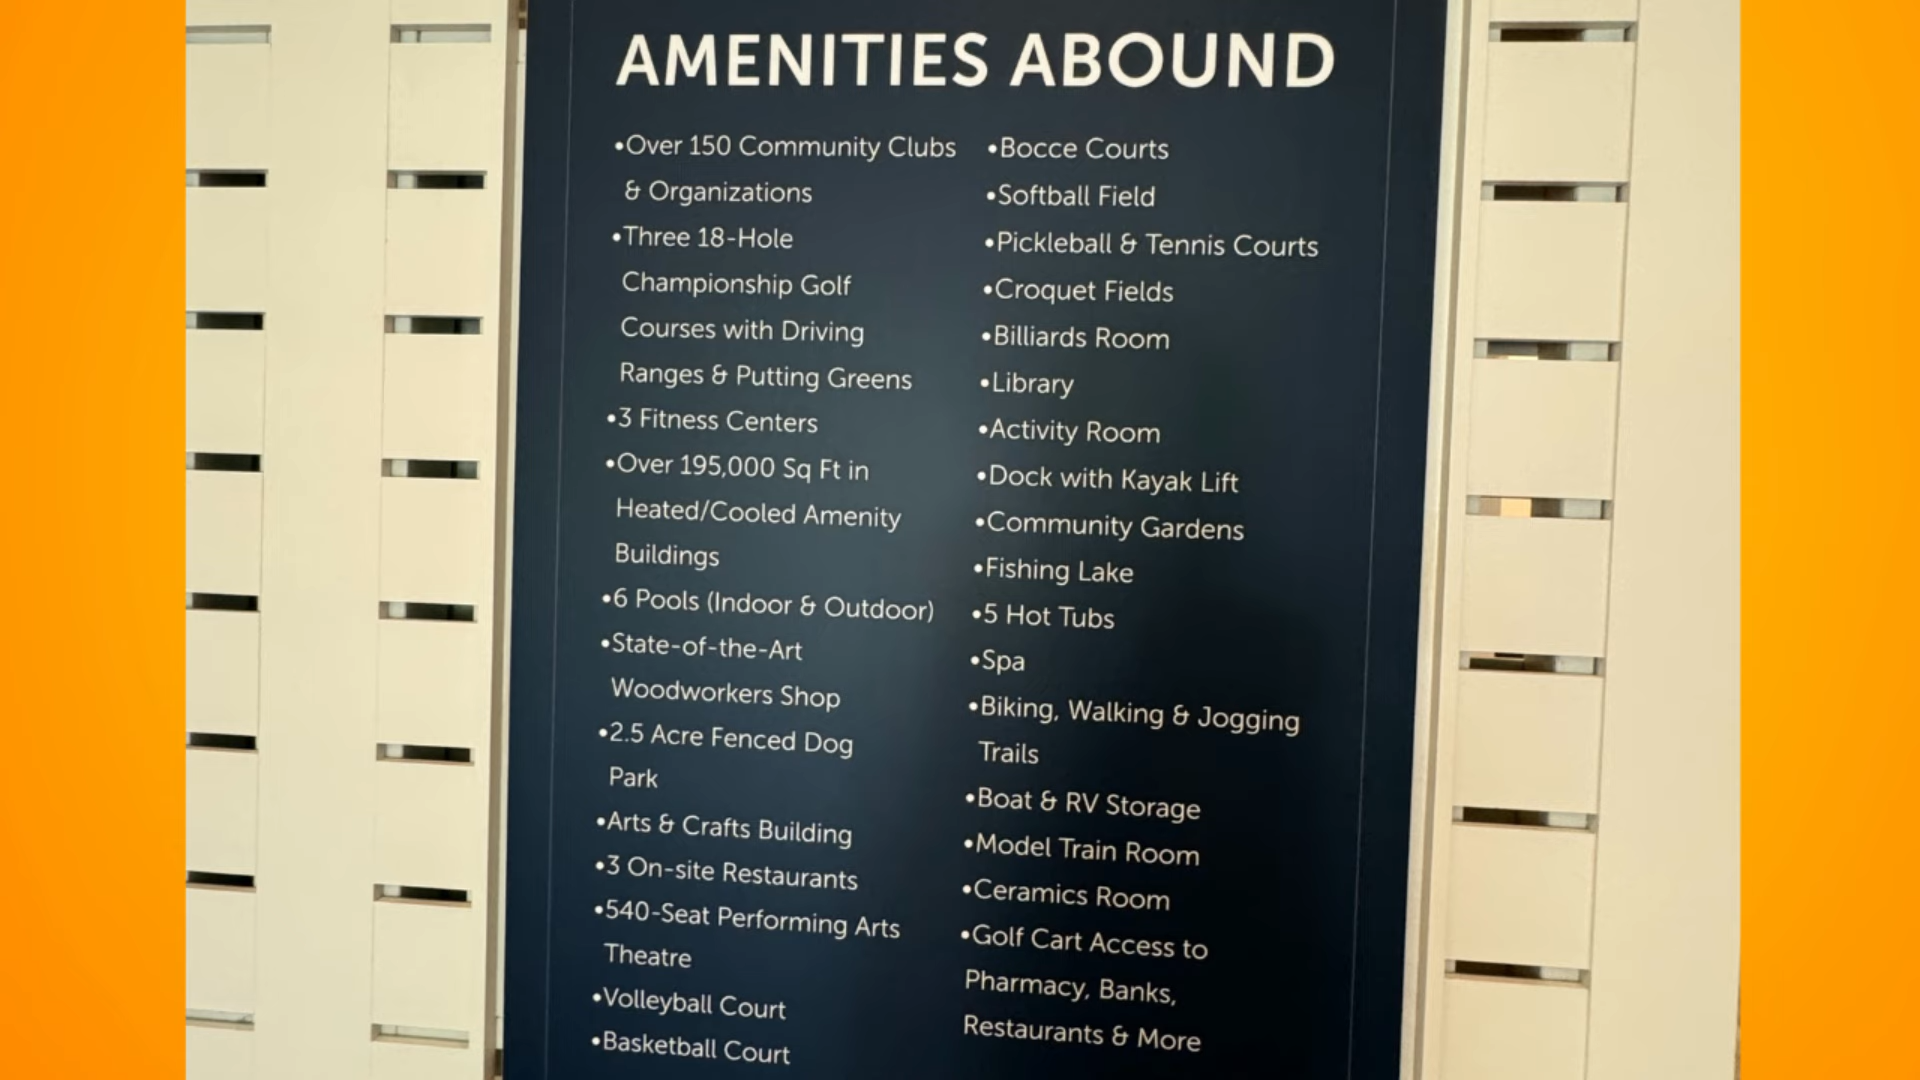 AMENITIES ABOUND
•Over 150 Community Clubs
& Organizations
•Three 18-Hole
Championship Golf
Courses with Driving
Ranges & Putting Greens
•3 Fitness Centers
•Over 195,000 Sq Ft in
Heated/Cooled Amenity
Buildings
•6 Pools (Indoor & Outdoor)
•State-of-the-Art
Woodworkers Shop
•2.5 Acre Fenced Dog
Park
•Arts & Crafts Building
•3 On-site Restaurants
•540-Seat Performing Arts
Theatre
•Volleyball Court
•Basketball Court
•Bocce Courts
•Softball Field
•Pickleball & Tennis Courts
•Croquet Fields
•Billiards Room
•Library
•Activity Room
•Dock with Kayak Lift
•Community Gardens
•Fishing Lake
•5 Hot Tubs
•Spa
•Biking, Walking & Jogging
Trails
•Boat & RV Storage
•Model Train Room
•Ceramics Room
•Golf Cart Access to
Pharmacy, Banks,
Restaurants & More